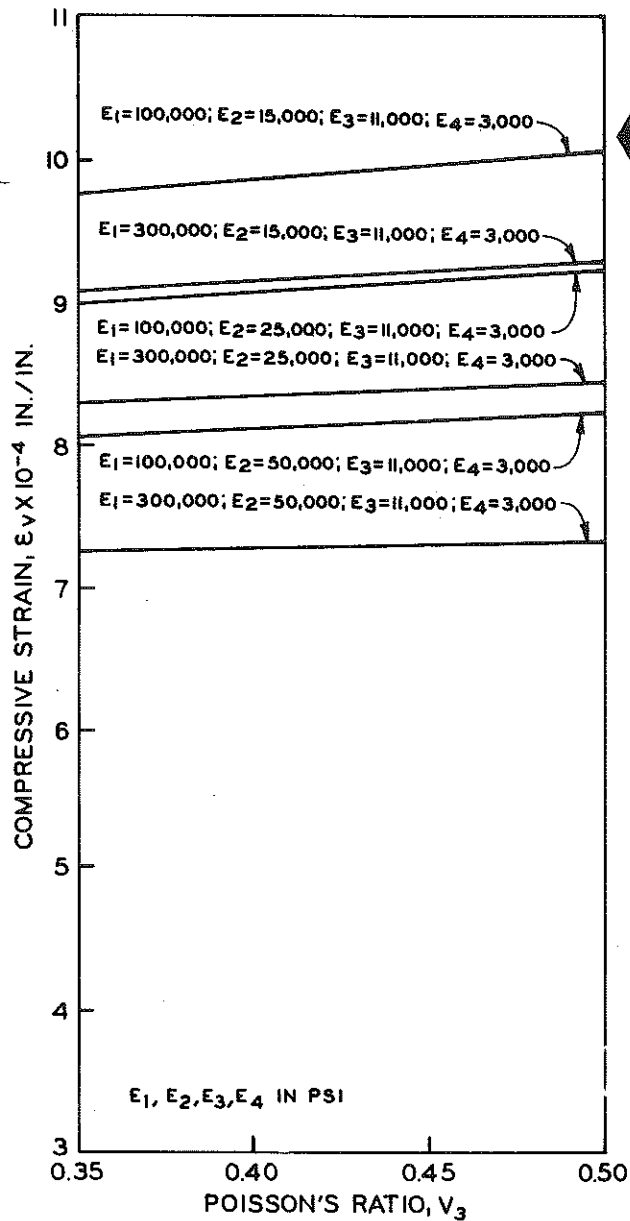 11
E1=100,000; E2=15,000; E3=11,000; E4=3,000
10
E1=300,000; E2=15,000; E3=11,000; E4=3,000
9
E1=100,000; E2=25,000; E3=11,000; E4=3,000
E1=300,000; E2=25,000; E3=11,000; E4=3,000
8
E1=100,000; E2=50,000; E3=11,000; E4=3,000
E1=300,000; E2=50,000; E3=11,000; E4=3,000
7
6
5
4
E1, E2, E3, E4 IN PSI
3
COMPRESSIVE STRAIN, εv X 10⁻⁴ IN./IN.
0.35 0.40 0.45 0.50
POISSON'S RATIO, V3